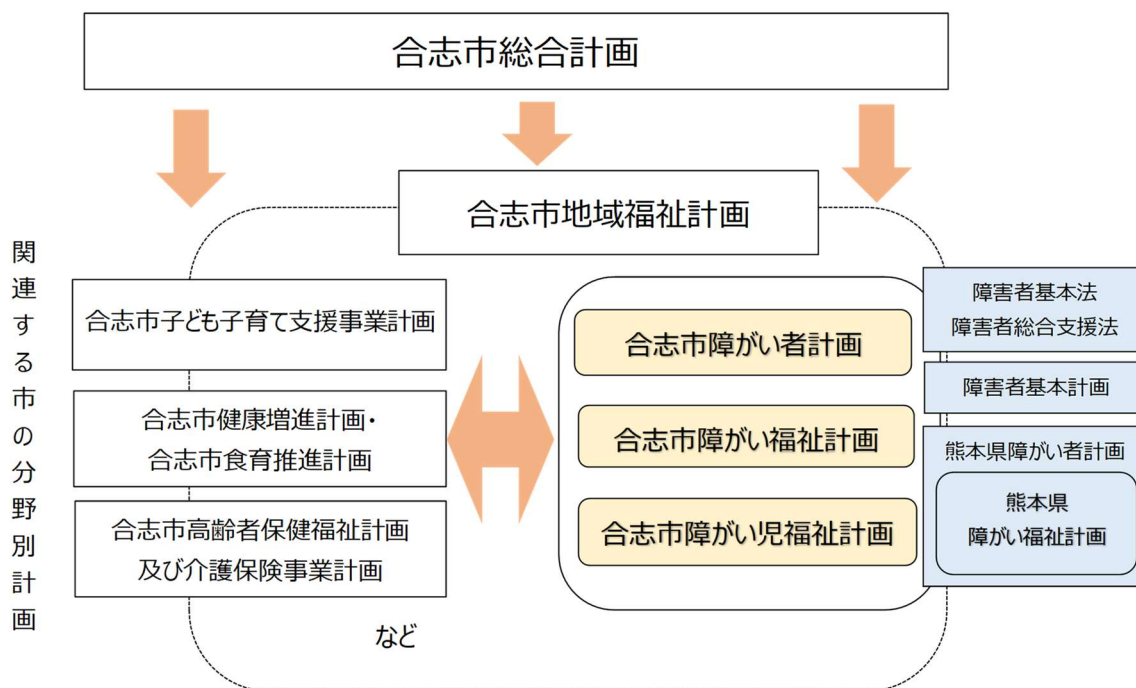 合志市総合計画
合志市地域福祉計画
関連する市の分野別計画
合志市子ども子育て支援事業計画
合志市健康増進計画・
合志市食育推進計画
合志市高齢者保健福祉計画
及び介護保険事業計画
など
合志市障がい者計画
合志市障がい福祉計画
合志市障がい児福祉計画
障害者基本法
障害者総合支援法
障害者基本計画
熊本県障がい者計画
熊本県
障がい福祉計画